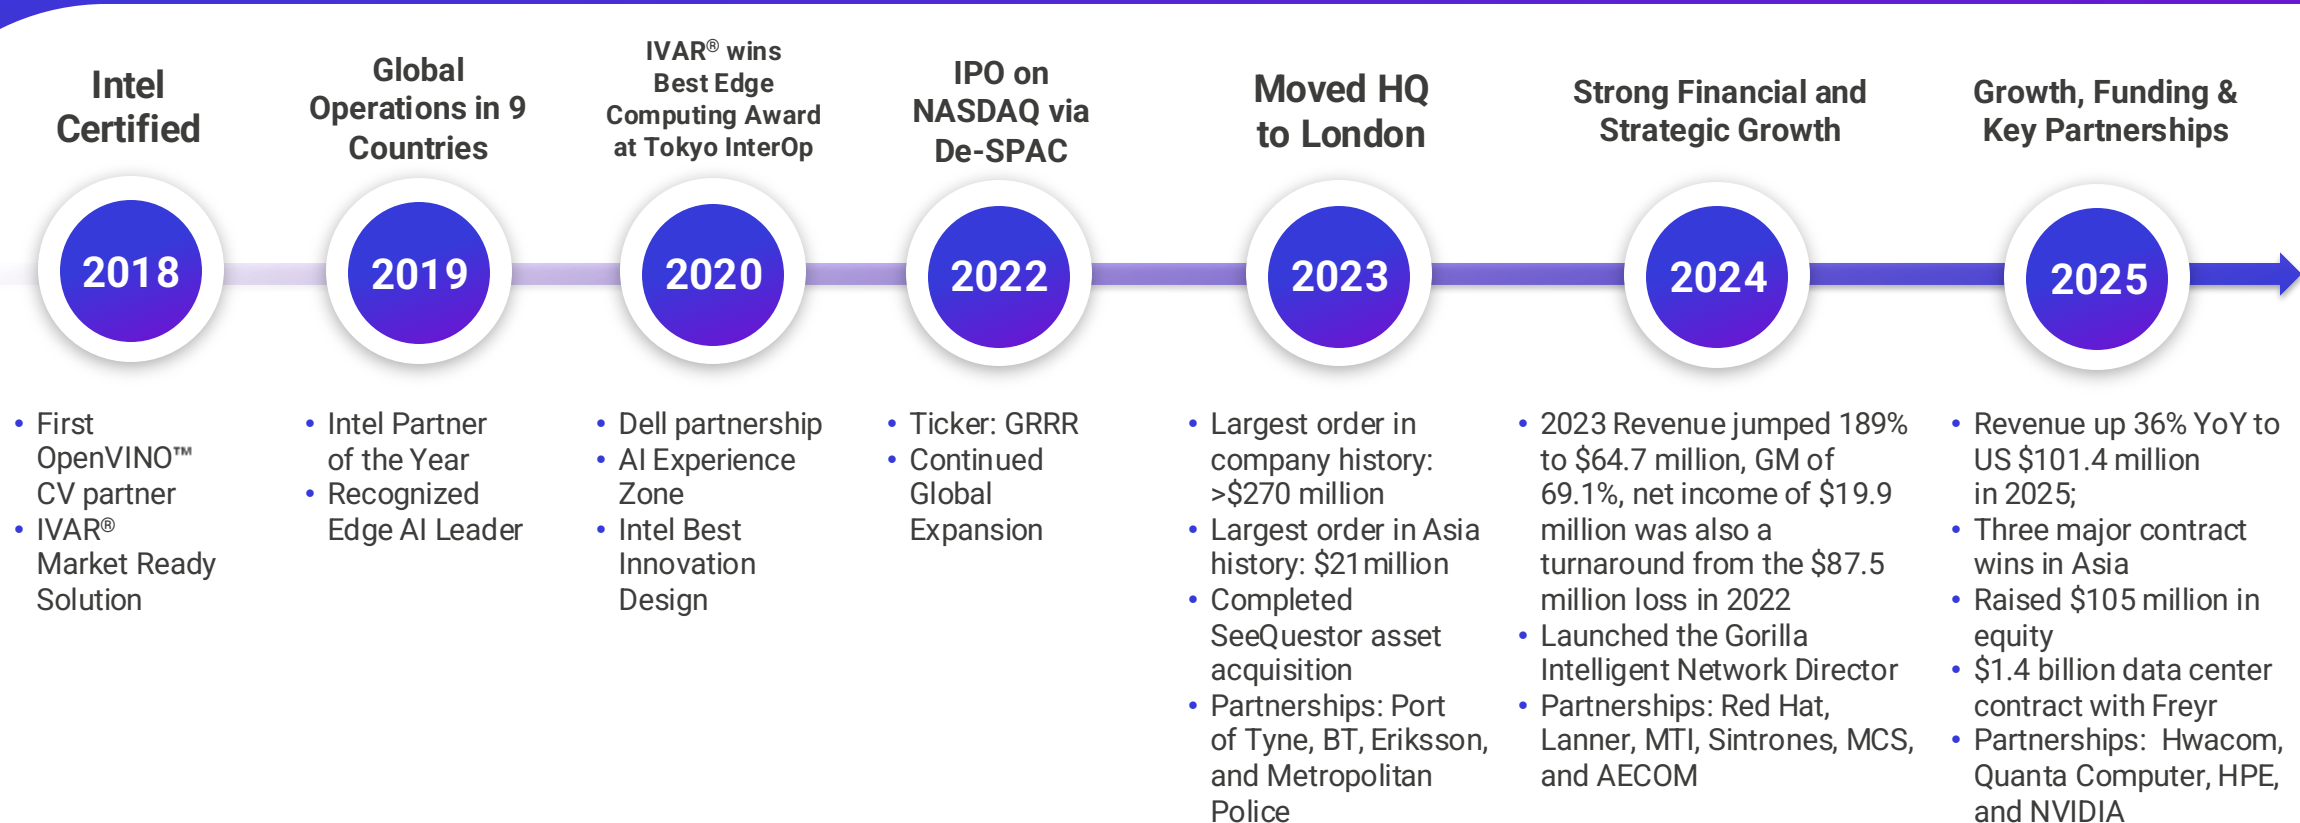 Intel
Certified
2018
• First
OpenVINO™
CV partner
• IVAR®
Market Ready
Solution
Global
Operations in 9
Countries
2019
• Intel Partner
of the Year
• Recognized
Edge AI Leader
IVAR® wins
Best Edge
Computing Award
at Tokyo InterOp
2020
• Dell partnership
• AI Experience
Zone
• Intel Best
Innovation
Design
IPO on
NASDAQ via
De-SPAC
2022
• Ticker: GRRR
• Continued
Global
Expansion
Moved HQ
to London
2023
• Largest order in
company history:
>$270 million
• Largest order in Asia
history: $21 million
• Completed
SeeQuestor asset
acquisition
• Partnerships: Port
of Tyne, BT, Eriksson,
and Metropolitan
Police
Strong Financial and
Strategic Growth
2024
• 2023 Revenue jumped 189%
to $64.7 million, GM of
69.1%, net income of $19.9
million was also a
turnaround from the $87.5
million loss in 2022
• Launched the Gorilla
Intelligent Network Director
• Partnerships: Red Hat,
Lanner, MTI, Sintrones, MCS,
and AECOM
Growth, Funding &
Key Partnerships
2025
• Revenue up 36% YoY to
US $101.4 million
in 2025;
• Three major contract
wins in Asia
• Raised $105 million in
equity
• $1.4 billion data center
contract with Freyr
• Partnerships: Hwacom,
Quanta Computer, HPE,
and NVIDIA